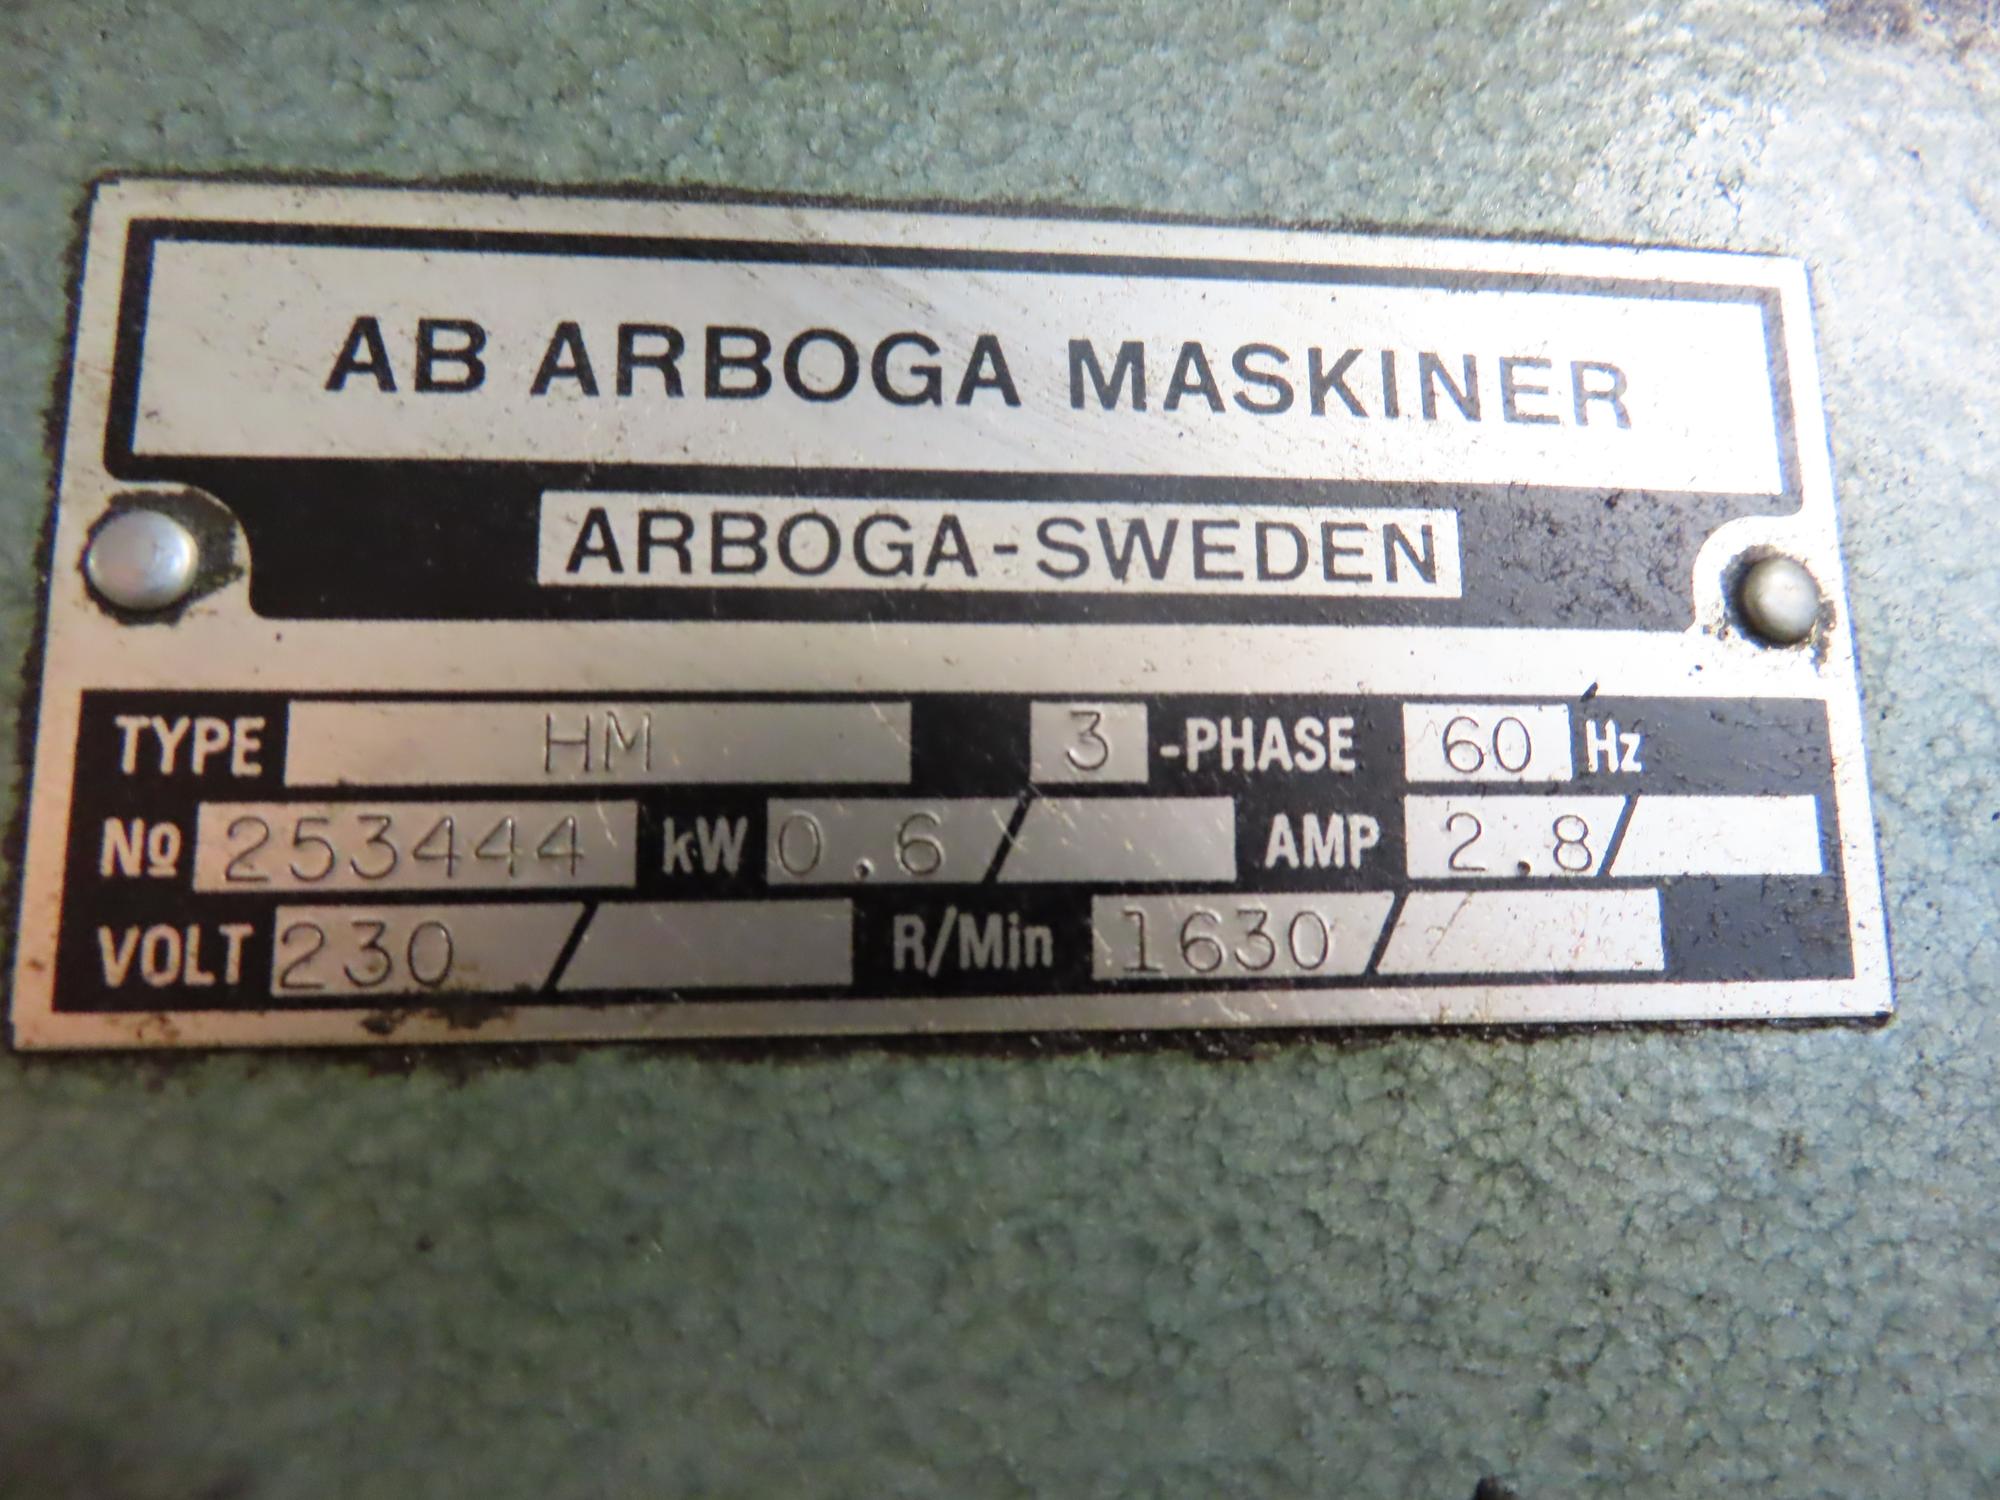 AB ARBOGA MASKINER
ARBOGA-SWEDEN
TYPE HM 3 -PHASE 60 Hz
Nº 253444 kW 0.6/ AMP 2.8/
VOLT 230/ R/Min 1630/